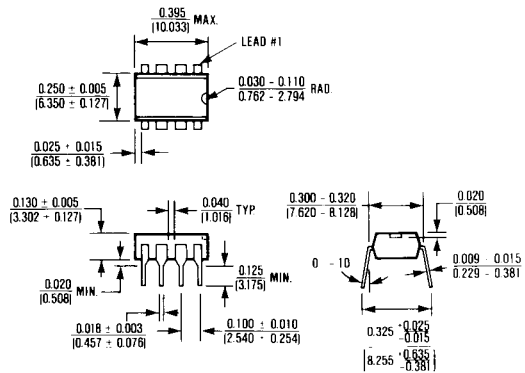 0.395
(10.033) MAX.
LEAD #1
0.250 ± 0.005
(6.350 ± 0.127)
0.030 - 0.110
0.762 - 2.794 RAD.
0.025 ± 0.015
(0.635 ± 0.381)
0.130 ± 0.005
(3.302 ± 0.127)
0.040
(1.016) TYP.
0.300 - 0.320
(7.620 - 8.128)
0.020
(0.508)
0.020
(0.508) MIN.
0.125
(3.175) MIN.
0 - 10
0.009 - 0.015
0.229 - 0.381
0.018 ± 0.003
(0.457 ± 0.076)
0.100 ± 0.010
(2.540 ± 0.254)
0.325 +0.025 -0.015
(8.255 +0.635 -0.381)